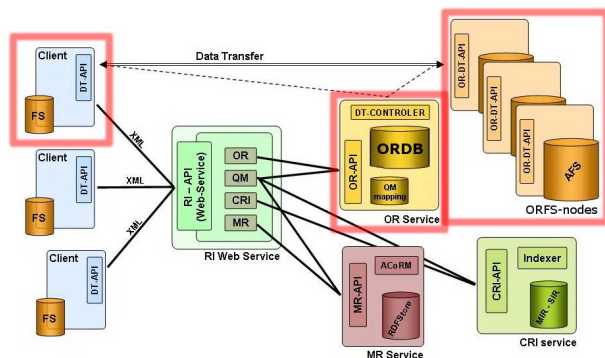 Client
DT-API
FS
Data Transfer
OR-DT-API
OR-DT-API
OR-DT-API
AFS
ORFS-nodes
XML
Client
DT-API
FS
XML
Client
DT-API
FS
XML
RI – API
(Web-Service)
OR
QM
CRI
MR
RI Web Service
DT-CONTROLER
OR-API
ORDB
QM
mapping
OR Service
MR-API
ACoRM
RDFStore
MR Service
CRI-API
Indexer
MIR - SIR
CRI service